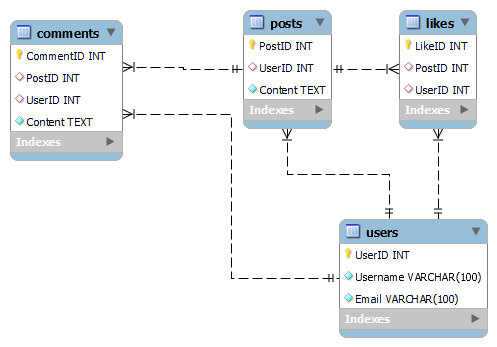 comments
CommentID INT
PostID INT
UserID INT
Content TEXT
Indexes
posts
PostID INT
UserID INT
Content TEXT
Indexes
likes
LikeID INT
PostID INT
UserID INT
Indexes
users
UserID INT
Username VARCHAR(100)
Email VARCHAR(100)
Indexes